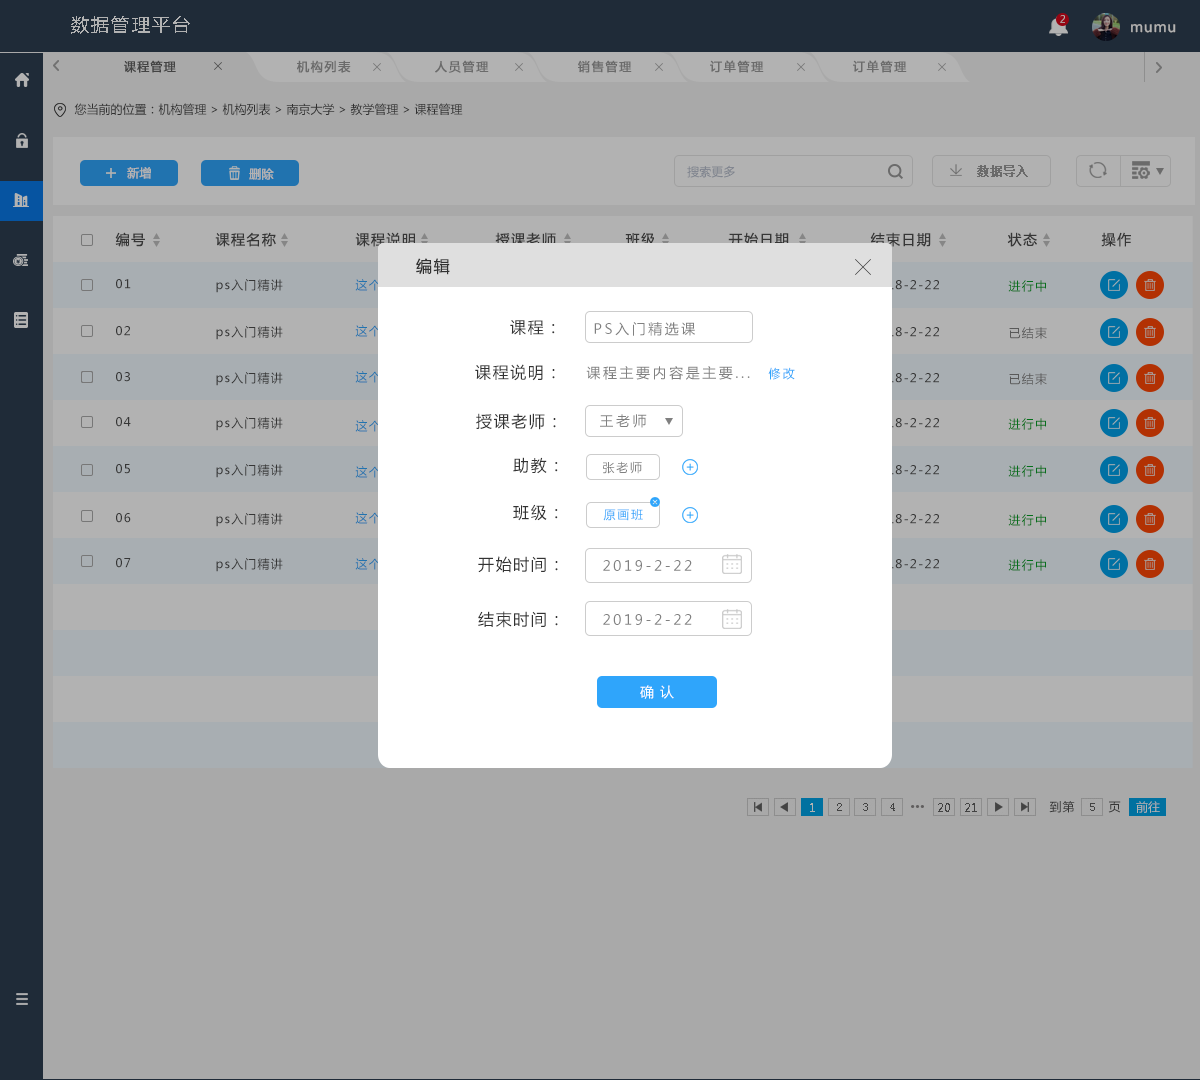 数据管理平台
2
mumu
课程管理 机构列表 人员管理 销售管理 订单管理 订单管理
您当前的位置：机构管理 > 机构列表 > 南京大学 > 教学管理 > 课程管理
新增 删除 搜索更多 数据导入
编号 课程名称 课程说明 授课老师 班级 开始日期 结束日期 状态 操作
编辑
01 ps入门精讲 这个 8-2-22 进行中
02 ps入门精讲 这个 8-2-22 已结束
03 ps入门精讲 这个 8-2-22 已结束
04 ps入门精讲 这个 8-2-22 进行中
05 ps入门精讲 这个 8-2-22 进行中
06 ps入门精讲 这个 8-2-22 进行中
07 ps入门精讲 这个 8-2-22 进行中
课程： PS入门精选课
课程说明： 课程主要内容是主要... 修改
授课老师： 王老师
助教： 张老师
班级： 原画班
开始时间： 2019-2-22
结束时间： 2019-2-22
确认
1 2 3 4 ··· 20 21 到第 5 页 前往